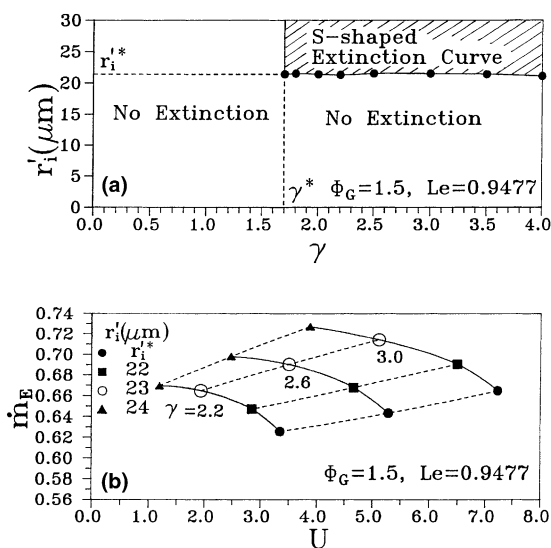 30
25
20
15
10
5
0
r'i(μm)
r'i*
S-shaped
Extinction Curve
No Extinction
No Extinction
(a)
γ* Φ_G=1.5, Le=0.9477
0.0 0.5 1.0 1.5 2.0 2.5 3.0 3.5 4.0
γ
0.74
0.72
0.70
0.68
0.66
0.64
0.62
0.60
0.58
0.56
ṁ_E
r'i(μm)
r'i*
22
23
24
γ =2.2
2.6
3.0
(b)
Φ_G=1.5, Le=0.9477
0.0 1.0 2.0 3.0 4.0 5.0 6.0 7.0 8.0
U